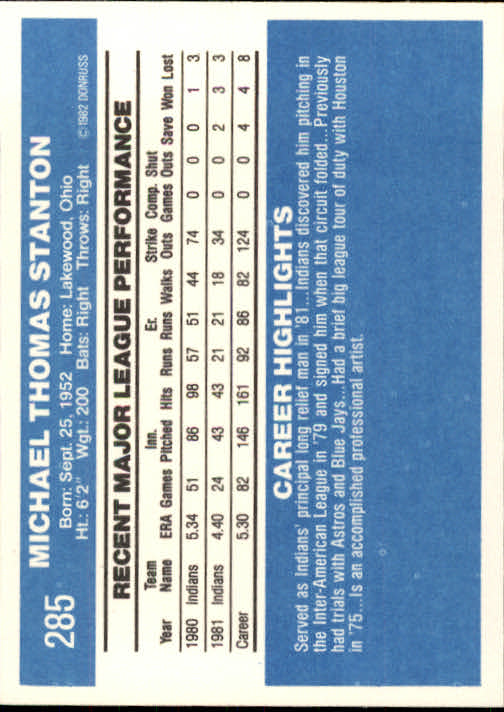 285
MICHAEL THOMAS STANTON
Born: Sept. 25, 1952 Home: Lakewood, Ohio
Ht.: 6'2" Wgt.: 200 Bats: Right Throws: Right
©1982 DONRUSS
RECENT MAJOR LEAGUE PERFORMANCE
Team Inn. Er. Strike Comp. Shut
Year Name ERA Games Pitched Hits Runs Runs Walks Outs Games Outs Save Won Lost
1980 Indians 5.34 51 86 98 57 51 44 74 0 0 0 1 3
1981 Indians 4.40 24 43 43 21 21 18 34 0 0 2 3 3
Career 5.30 82 146 161 92 86 82 124 0 0 4 4 8
CAREER HIGHLIGHTS
Served as Indians' principal long relief man in '81...Indians discovered him pitching in
the Inter-American League in '79 and signed him when that circuit folded...Previously
had trials with Astros and Blue Jays...Had a brief big league tour of duty with Houston
in '75...Is an accomplished professional artist.